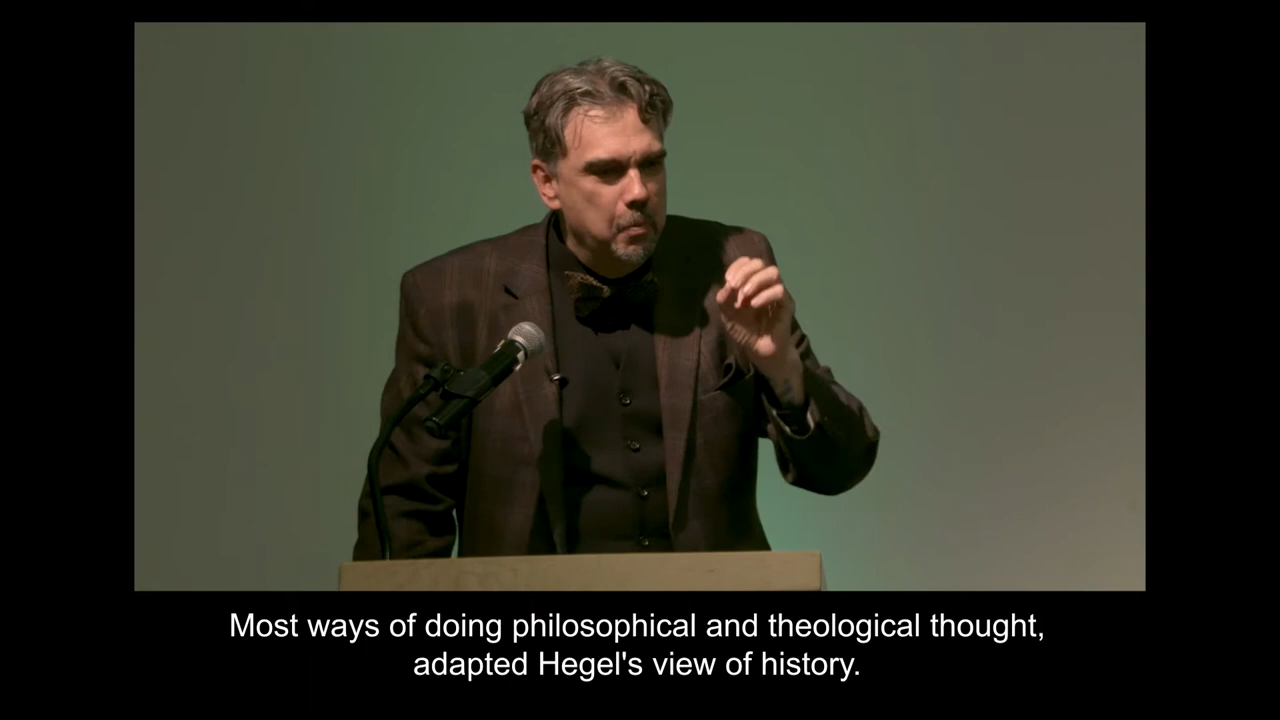 Most ways of doing philosophical and theological thought,
adapted Hegel's view of history.